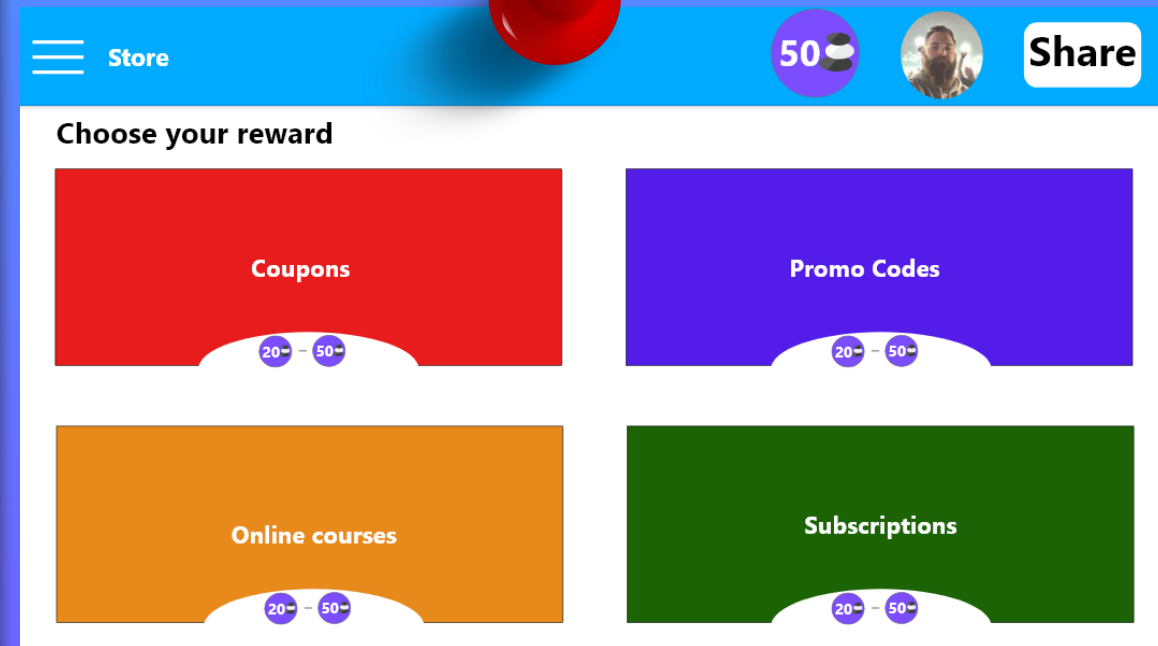 Store
50
Share
Choose your reward
Coupons
20 – 50
Promo Codes
20 – 50
Online courses
20 – 50
Subscriptions
20 – 50